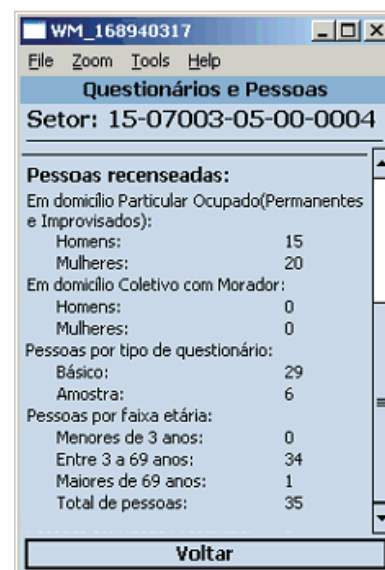 WM_168940317
File Zoom Tools Help
Questionários e Pessoas
Setor: 15-07003-05-00-0004
Pessoas recenseadas:
Em domicílio Particular Ocupado(Permanentes
e Improvisados):
Homens: 15
Mulheres: 20
Em domicílio Coletivo com Morador:
Homens: 0
Mulheres: 0
Pessoas por tipo de questionário:
Básico: 29
Amostra: 6
Pessoas por faixa etária:
Menores de 3 anos: 0
Entre 3 a 69 anos: 34
Maiores de 69 anos: 1
Total de pessoas: 35
Voltar